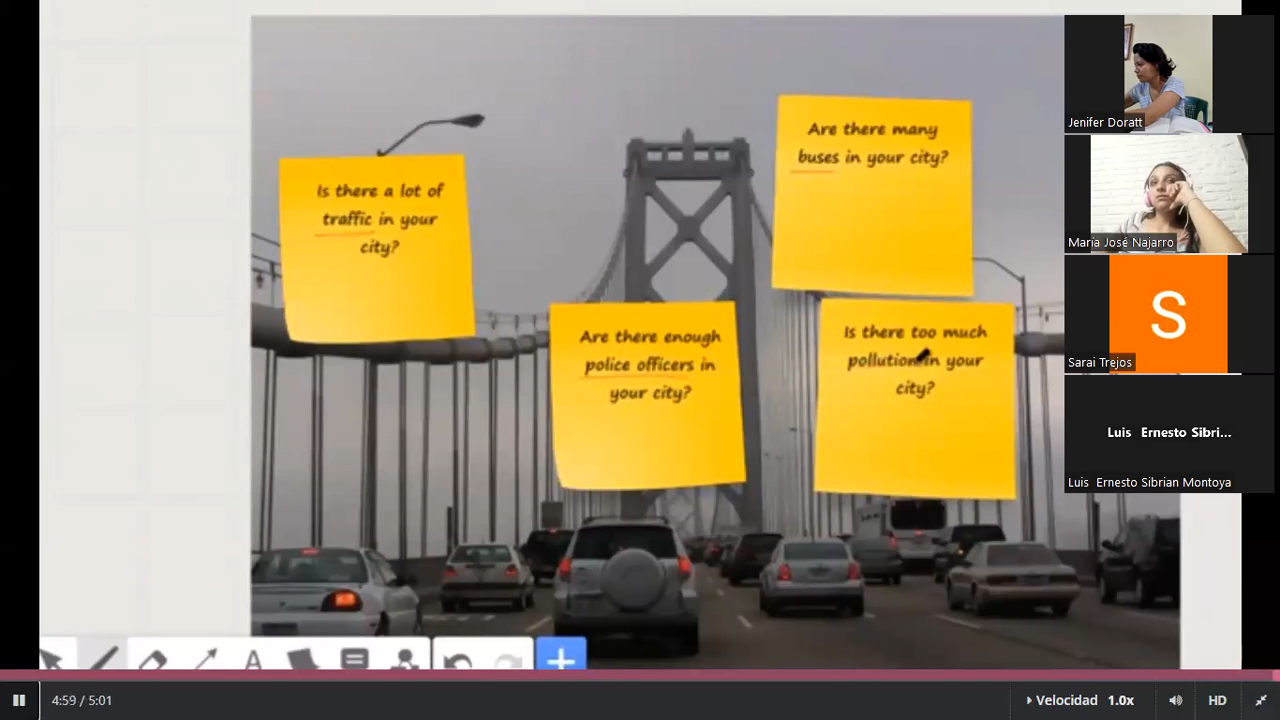 Is there a lot of
traffic in your
city?
Are there many
buses in your city?
Are there enough
police officers in
your city?
Is there too much
pollution in your
city?
Jenifer Doratt
María José Najarro
S
Sarai Trejos
Luis Ernesto Sibri...
Luis Ernesto Sibrian Montoya
A
4:59 / 5:01
Velocidad 1.0x
HD